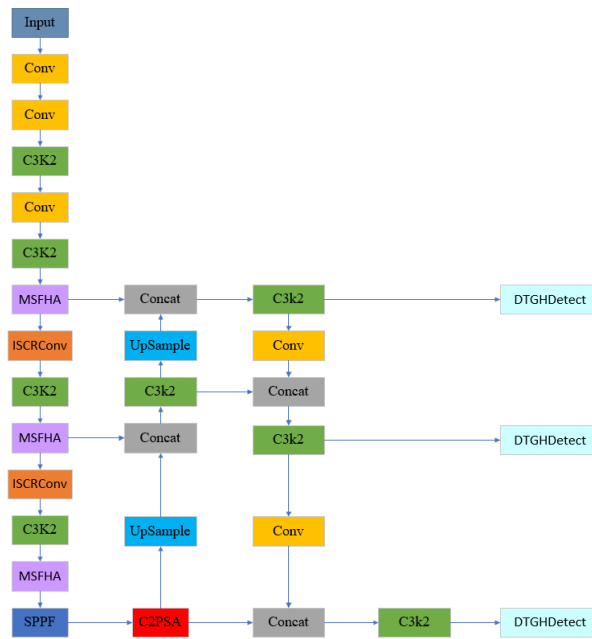 Input
Conv
Conv
C3K2
Conv
C3K2
MSFHA
Concat
C3k2
DTGHDetect
ISCRConv
UpSample
Conv
C3K2
C3k2
Concat
MSFHA
Concat
C3k2
DTGHDetect
ISCRConv
C3K2
UpSample
Conv
MSFHA
SPPF
C2PSA
Concat
C3k2
DTGHDetect